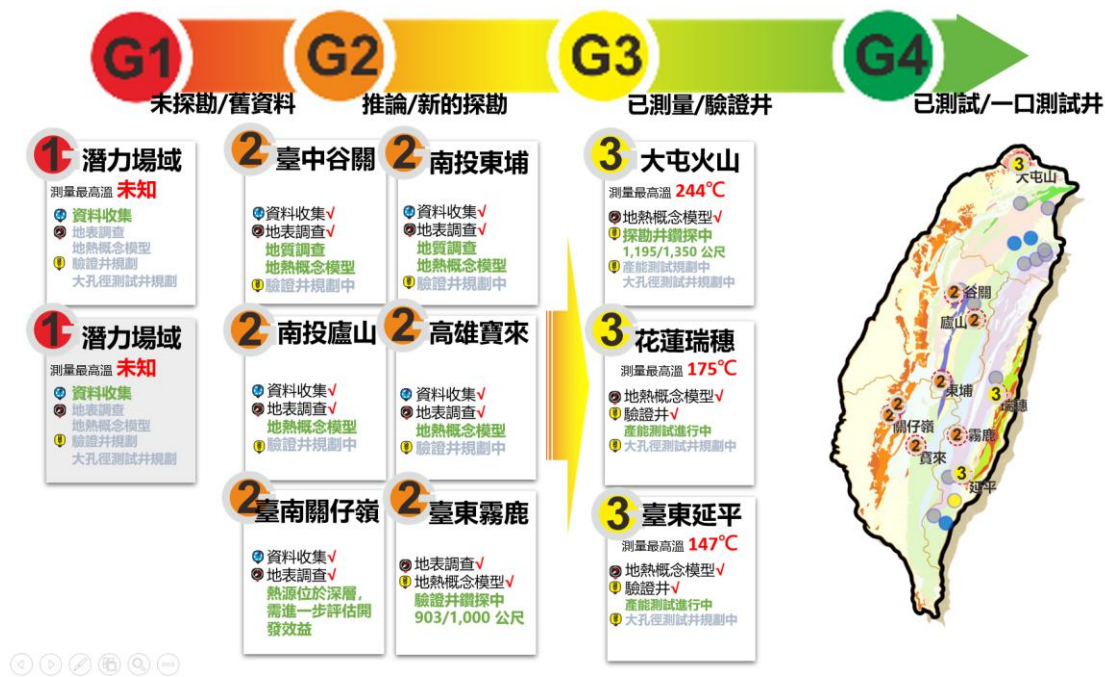 G1
G2
G3
G4
未探勘/舊資料
推論/新的探勘
已測量/驗證井
已測試/一口測試井
1
潛力場域
測量最高溫 未知
資料收集
地表調查
地熱概念模型
驗證井規劃
大孔徑測試井規劃
1
潛力場域
測量最高溫 未知
資料收集
地表調查
地熱概念模型
驗證井規劃
大孔徑測試井規劃
2
臺中谷關
資料收集√
地表調查√
地質調查
地熱概念模型
驗證井規劃中
2
南投東埔
資料收集√
地表調查√
地質調查
地熱概念模型
驗證井規劃中
2
南投廬山
資料收集√
地表調查√
地熱概念模型
驗證井規劃中
2
高雄寶來
資料收集√
地表調查√
地熱概念模型
驗證井規劃中
2
臺南關仔嶺
資料收集√
地表調查√
熱源位於深層，
需進一步評估開
發效益
2
臺東霧鹿
地表調查√
地熱概念模型√
驗證井鑽探中
903/1,000 公尺
3
大屯火山
測量最高溫 244℃
地熱概念模型√
探勘井鑽探中
1,195/1,350 公尺
產能測試規劃中
大孔徑測試井規劃中
3
花蓮瑞穗
測量最高溫 175℃
地熱概念模型√
驗證井√
產能測試進行中
大孔徑測試井規劃中
3
臺東延平
測量最高溫 147℃
地熱概念模型√
驗證井√
產能測試進行中
大孔徑測試井規劃中
3
大屯山
2 谷關
廬山 2
2
東埔
3
瑞穗
2
2
關仔嶺
2 霧鹿
2
寶來
3
延平